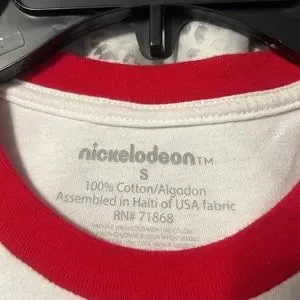 nickelodeon™
S
100% Cotton/Algodon
Assembled in Haiti of USA fabric
RN# 71868